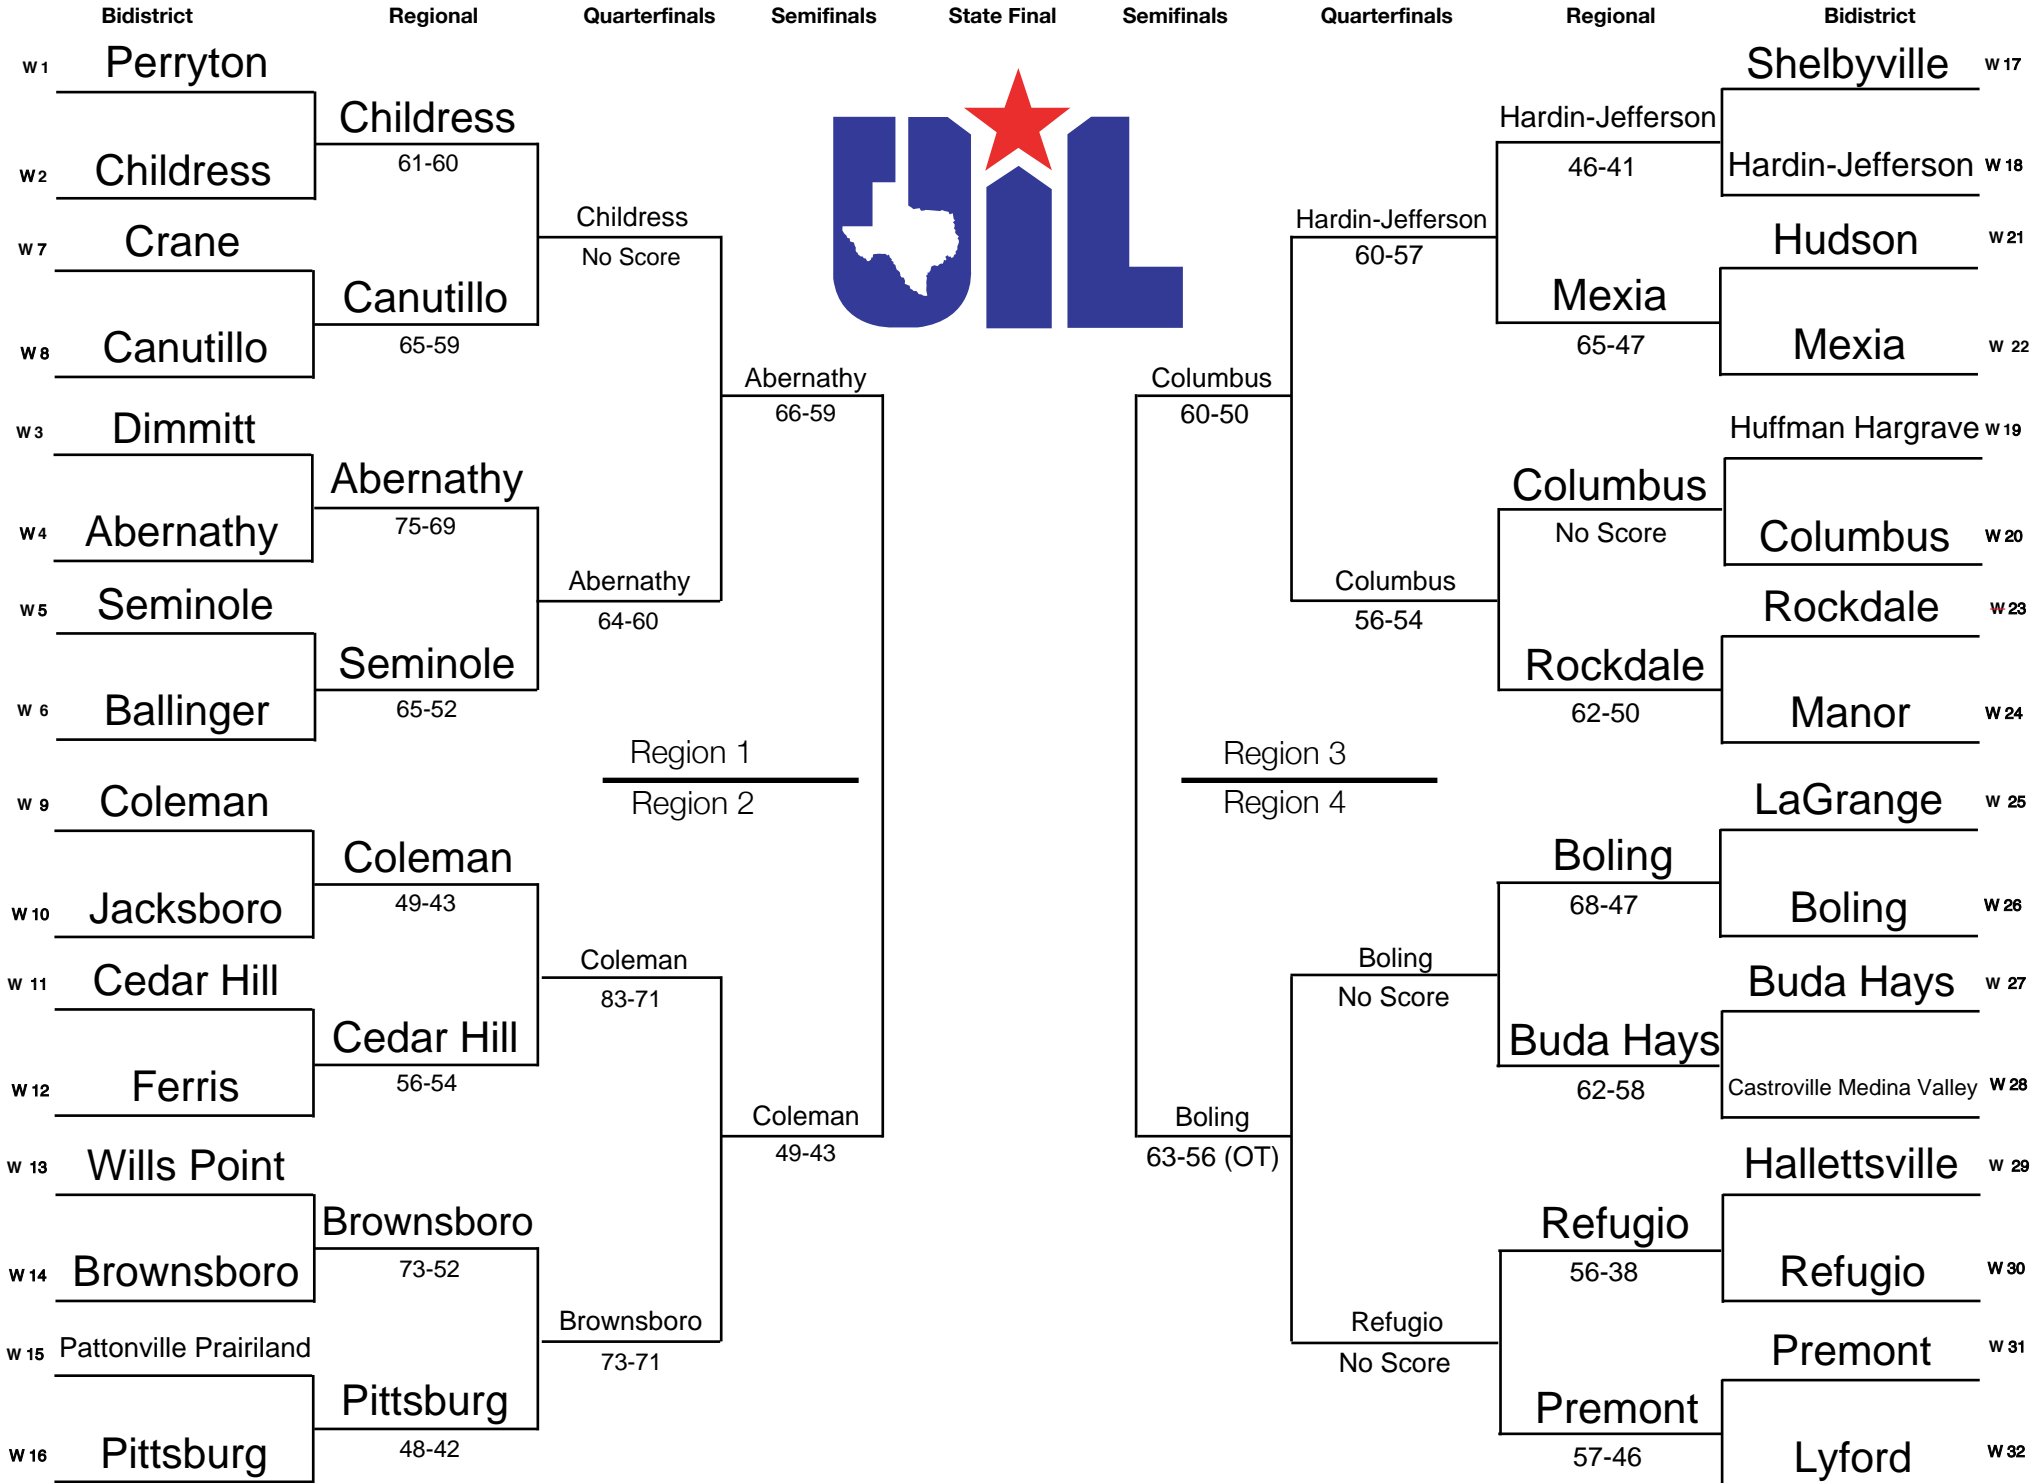 Bidistrict Regional Quarterfinals Semifinals State Final Semifinals Quarterfinals Regional Bidistrict
W 1 Perryton
Childress
61-60
W 2 Childress
Childress
No Score
W 7 Crane
Canutillo
65-59
W 8 Canutillo
Abernathy
66-59
W 3 Dimmitt
Abernathy
75-69
W 4 Abernathy
Abernathy
64-60
W 5 Seminole
Seminole
65-52
W 6 Ballinger
Region 1
Region 2
W 9 Coleman
Coleman
49-43
W 10 Jacksboro
Coleman
83-71
W 11 Cedar Hill
Cedar Hill
56-54
W 12 Ferris
Coleman
49-43
W 13 Wills Point
Brownsboro
73-52
W 14 Brownsboro
Brownsboro
73-71
W 15 Pattonville Prairiland
Pittsburg
48-42
W 16 Pittsburg
UIL
Shelbyville W 17
Hardin-Jefferson
46-41
Hardin-Jefferson W 18
Hardin-Jefferson
60-57
Hudson W 21
Mexia
65-47
Mexia W 22
Columbus
60-50
Huffman Hargrave W 19
Columbus
No Score
Columbus W 20
Columbus
56-54
Rockdale W 23
Rockdale
62-50
Manor W 24
Region 3
Region 4
LaGrange W 25
Boling
68-47
Boling W 26
Boling
No Score
Buda Hays W 27
Buda Hays
62-58
Castroville Medina Valley W 28
Boling
63-56 (OT)
Hallettsville W 29
Refugio
56-38
Refugio W 30
Refugio
No Score
Premont W 31
Premont
57-46
Lyford W 32